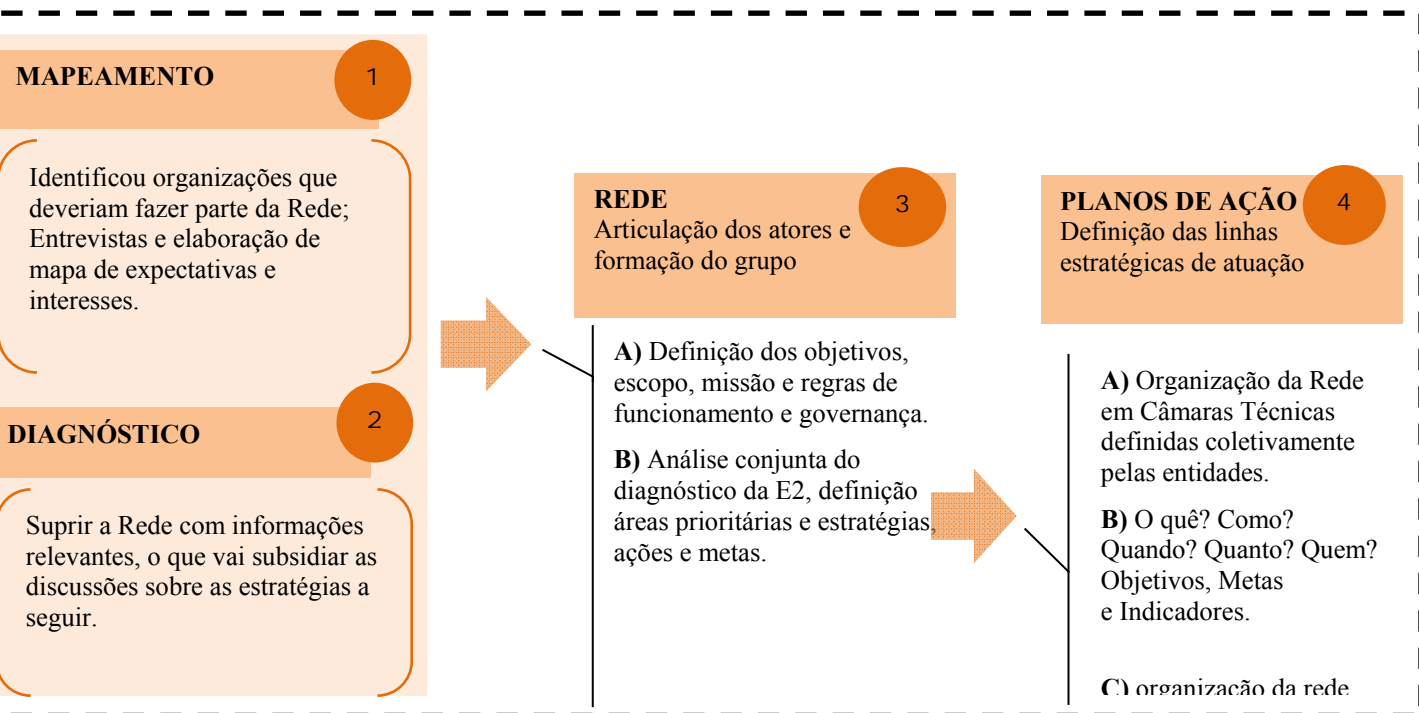 MAPEAMENTO
1
Identificou organizações que
deveriam fazer parte da Rede;
Entrevistas e elaboração de
mapa de expectativas e
interesses.
DIAGNÓSTICO
2
Suprir a Rede com informações
relevantes, o que vai subsidiar as
discussões sobre as estratégias a
seguir.
REDE
3
Articulação dos atores e
formação do grupo
A) Definição dos objetivos,
escopo, missão e regras de
funcionamento e governança.
B) Análise conjunta do
diagnóstico da E2, definição
áreas prioritárias e estratégias,
ações e metas.
PLANOS DE AÇÃO
4
Definição das linhas
estratégicas de atuação
A) Organização da Rede
em Câmaras Técnicas
definidas coletivamente
pelas entidades.
B) O quê? Como?
Quando? Quanto? Quem?
Objetivos, Metas
e Indicadores.
C) organização da rede